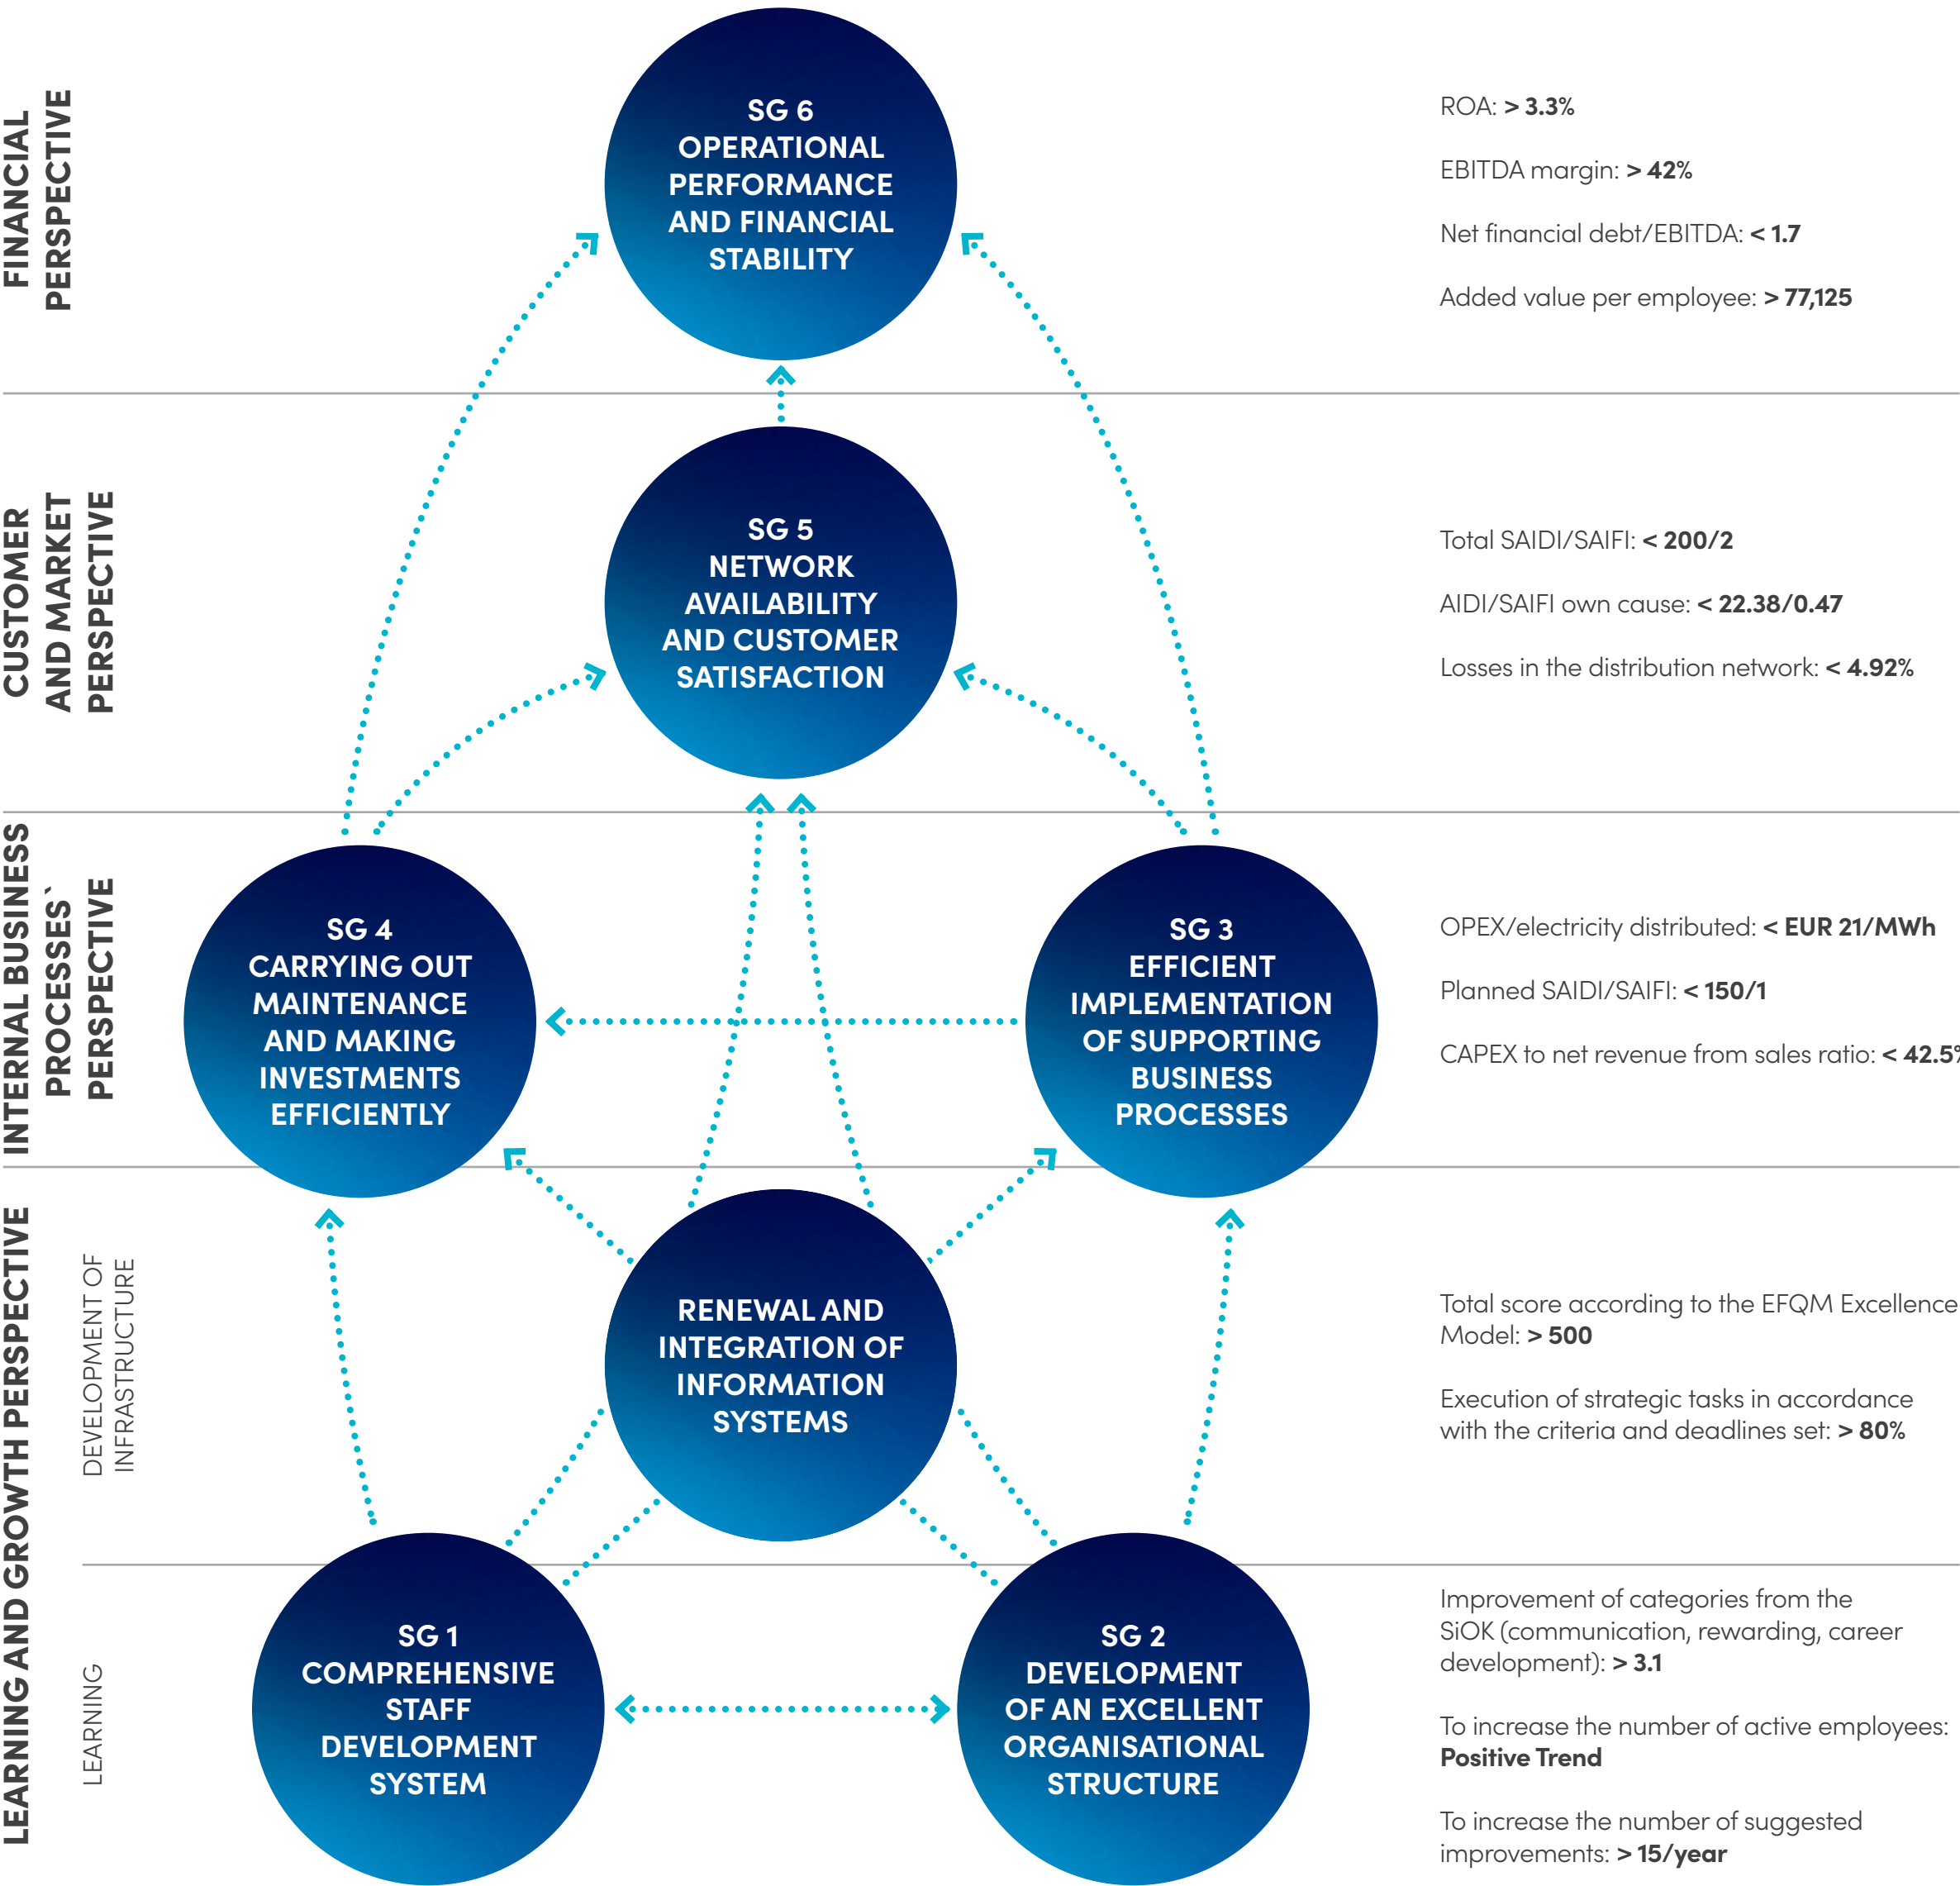 FINANCIAL
PERSPECTIVE
SG 6
OPERATIONAL
PERFORMANCE
AND FINANCIAL
STABILITY
ROA: > 3.3%
EBITDA margin: > 42%
Net financial debt/EBITDA: < 1.7
Added value per employee: > 77,125
CUSTOMER
AND MARKET
PERSPECTIVE
SG 5
NETWORK
AVAILABILITY
AND CUSTOMER
SATISFACTION
Total SAIDI/SAIFI: < 200/2
AIDI/SAIFI own cause: < 22.38/0.47
Losses in the distribution network: < 4.92%
INTERNAL BUSINESS
PROCESSES`
PERSPECTIVE
SG 4
CARRYING OUT
MAINTENANCE
AND MAKING
INVESTMENTS
EFFICIENTLY
SG 3
EFFICIENT
IMPLEMENTATION
OF SUPPORTING
BUSINESS
PROCESSES
OPEX/electricity distributed: < EUR 21/MWh
Planned SAIDI/SAIFI: < 150/1
CAPEX to net revenue from sales ratio: < 42.5%
LEARNING AND GROWTH PERSPECTIVE
DEVELOPMENT OF
INFRASTRUCTURE
RENEWAL AND
INTEGRATION OF
INFORMATION
SYSTEMS
Total score according to the EFQM Excellence
Model: > 500
Execution of strategic tasks in accordance
with the criteria and deadlines set: > 80%
LEARNING
SG 1
COMPREHENSIVE
STAFF
DEVELOPMENT
SYSTEM
SG 2
DEVELOPMENT
OF AN EXCELLENT
ORGANISATIONAL
STRUCTURE
Improvement of categories from the
SiOK (communication, rewarding, career
development): > 3.1
To increase the number of active employees:
Positive Trend
To increase the number of suggested
improvements: > 15/year